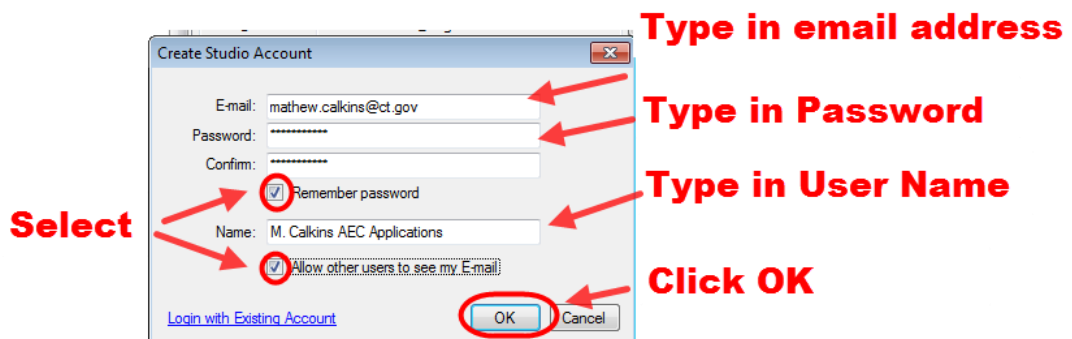 Type in email address
Create Studio Account
E-mail: mathew.calkins@ct.gov
Type in Password
Password: ***********
Confirm: ***********
Remember password
Type in User Name
Select
Name: M. Calkins AEC Applications
Allow other users to see my E-mail
Click OK
Login with Existing Account
OK
Cancel